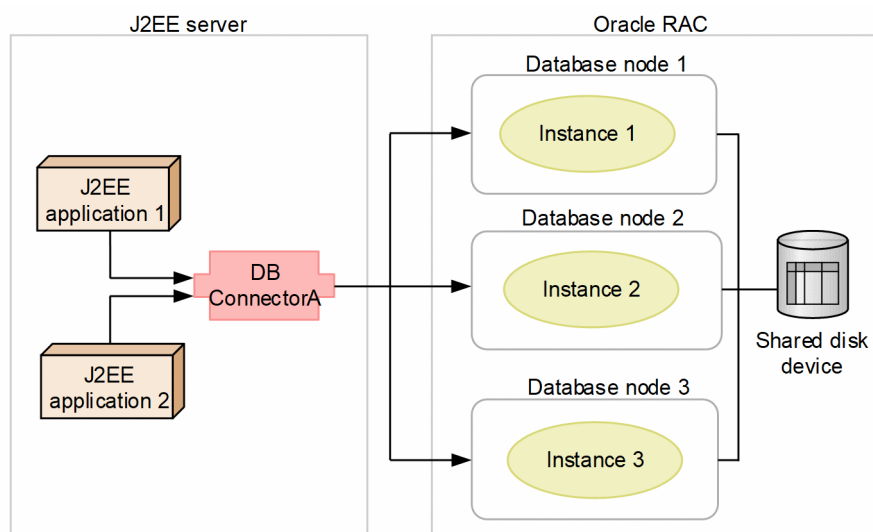 J2EE server
Oracle RAC
Database node 1
Instance 1
J2EE
application 1
Database node 2
DB
ConnectorA
Instance 2
Shared disk
device
J2EE
application 2
Database node 3
Instance 3